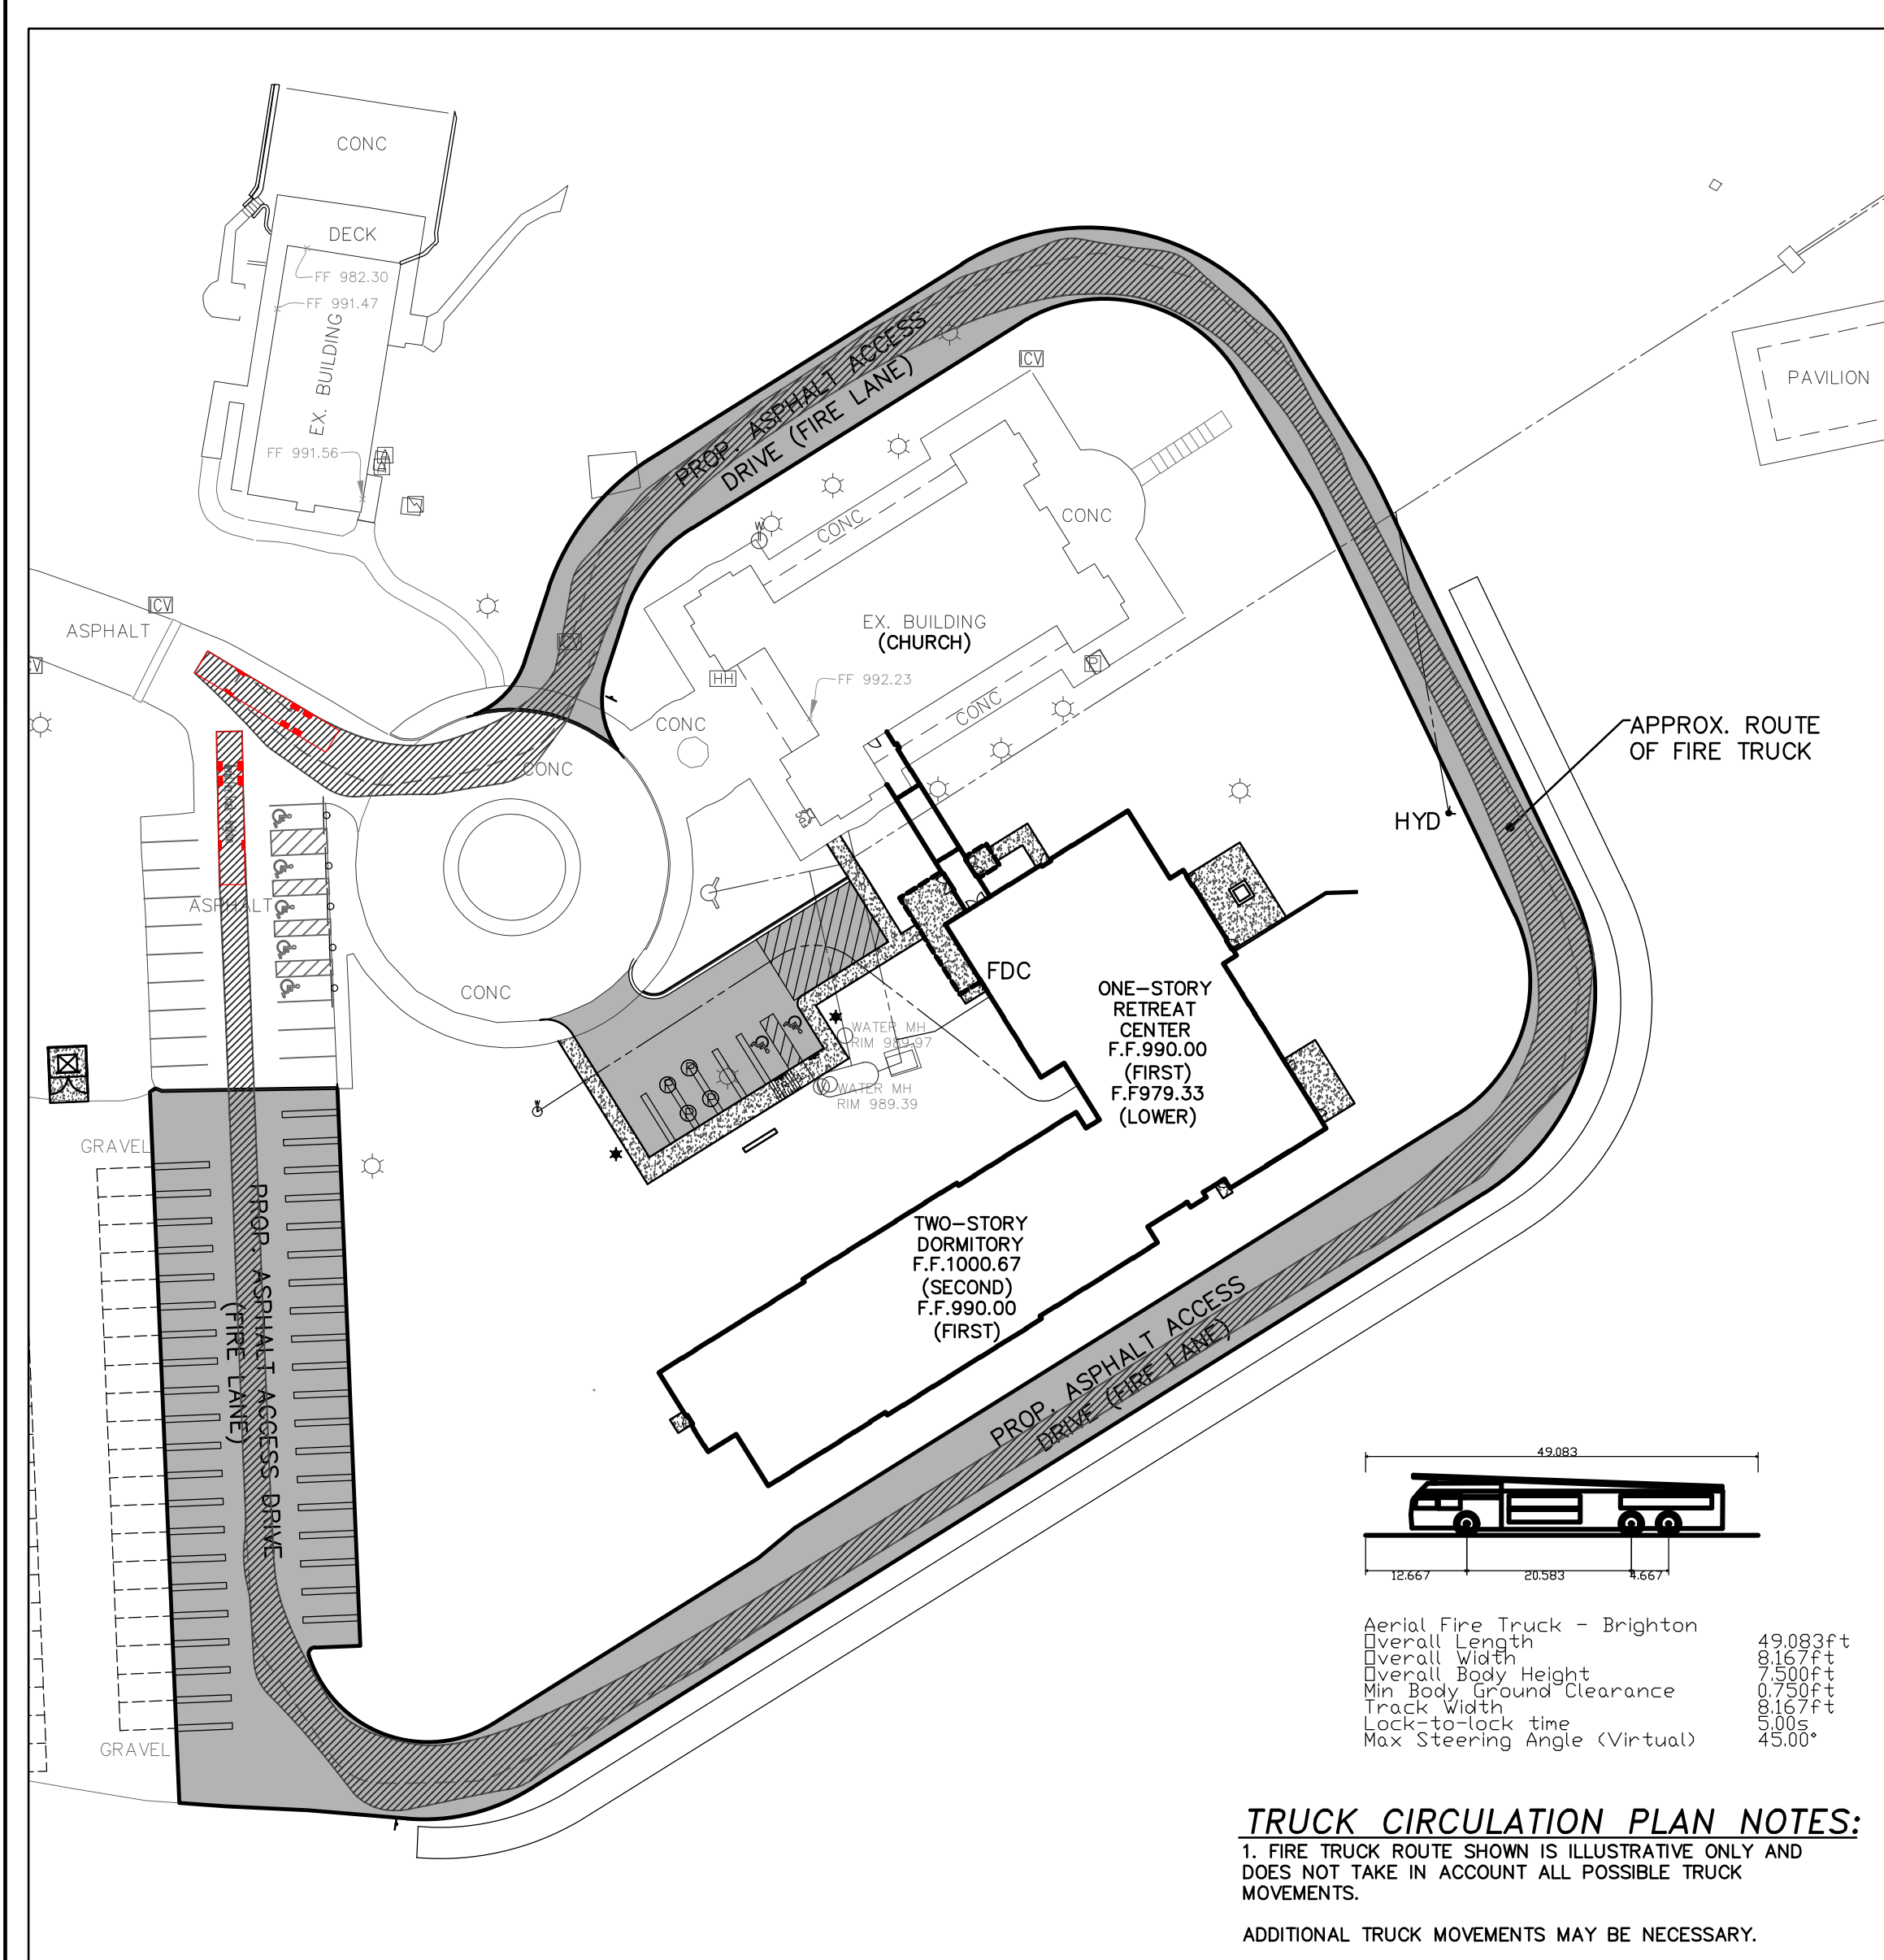 CONC
DECK
FF 982.30
FF 991.47
EX. BUILDING
FF 991.56
ICV
ASPHALT
CV
PROP. ASPHALT ACCESS
DRIVE (FIRE LANE)
ICV
ICV
W
CONC
CONC
PAVILION
EX. BUILDING
(CHURCH)
HH
FF 992.23
P
CONC
CONC
CONC
APPROX. ROUTE
OF FIRE TRUCK
HYD
ASPHALT
CONC
FDC
WATER MH
RIM 989.97
WATER MH
RIM 989.39
W
ONE-STORY
RETREAT
CENTER
F.F.990.00
(FIRST)
F.F979.33
(LOWER)
GRAVEL
PROP. ASPHALT ACCESS DRIVE
(FIRE LANE)
TWO-STORY
DORMITORY
F.F.1000.67
(SECOND)
F.F.990.00
(FIRST)
PROP. ASPHALT ACCESS
DRIVE (FIRE LANE)
GRAVEL
49.083
12.667 20.583 4.667
Aerial Fire Truck - Brighton
Overall Length 49.083ft
Overall Width 8.167ft
Overall Body Height 7.500ft
Min Body Ground Clearance 0.750ft
Track Width 8.167ft
Lock-to-lock time 5.00s
Max Steering Angle (Virtual) 45.00°
TRUCK CIRCULATION PLAN NOTES:
1. FIRE TRUCK ROUTE SHOWN IS ILLUSTRATIVE ONLY AND
DOES NOT TAKE IN ACCOUNT ALL POSSIBLE TRUCK
MOVEMENTS.
ADDITIONAL TRUCK MOVEMENTS MAY BE NECESSARY.